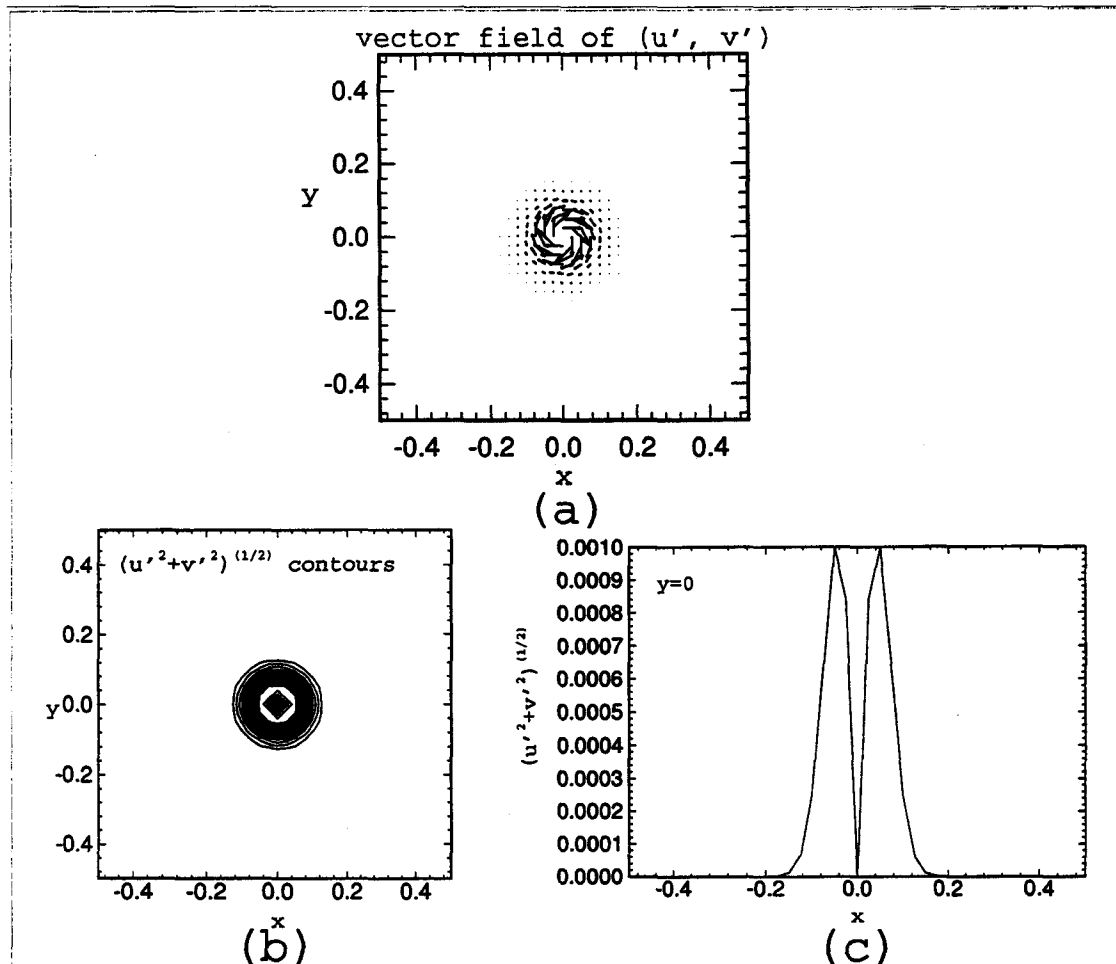 vector field of (u', v')
0.4
0.2
y
0.0
-0.2
-0.4
-0.4 -0.2 0.0 0.2 0.4
x
(a)
(u'²+v'²)^(1/2) contours
0.4
0.2
y 0.0
-0.2
-0.4
-0.4 -0.2 0.0 0.2 0.4
x
(b)
y=0
(u'²+v'²)^(1/2)
0.0010
0.0009
0.0008
0.0007
0.0006
0.0005
0.0004
0.0003
0.0002
0.0001
0.0000
-0.4 -0.2 0.0 0.2 0.4
x
(c)